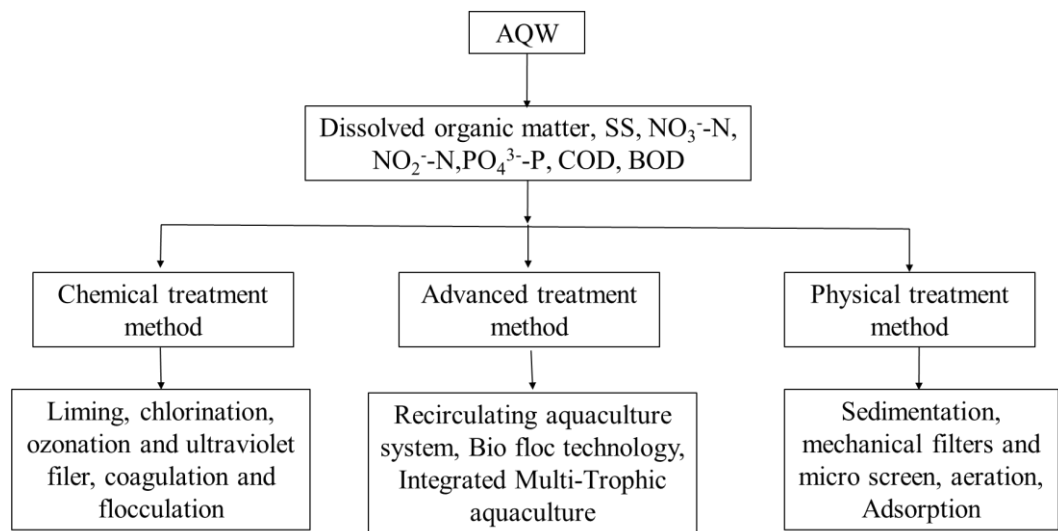 AQW
Dissolved organic matter, SS, NO₃⁻-N,
NO₂⁻-N,PO₄³⁻-P, COD, BOD
Chemical treatment
method
Advanced treatment
method
Physical treatment
method
Liming, chlorination,
ozonation and ultraviolet
filer, coagulation and
flocculation
Recirculating aquaculture
system, Bio floc technology,
Integrated Multi-Trophic
aquaculture
Sedimentation,
mechanical filters and
micro screen, aeration,
Adsorption